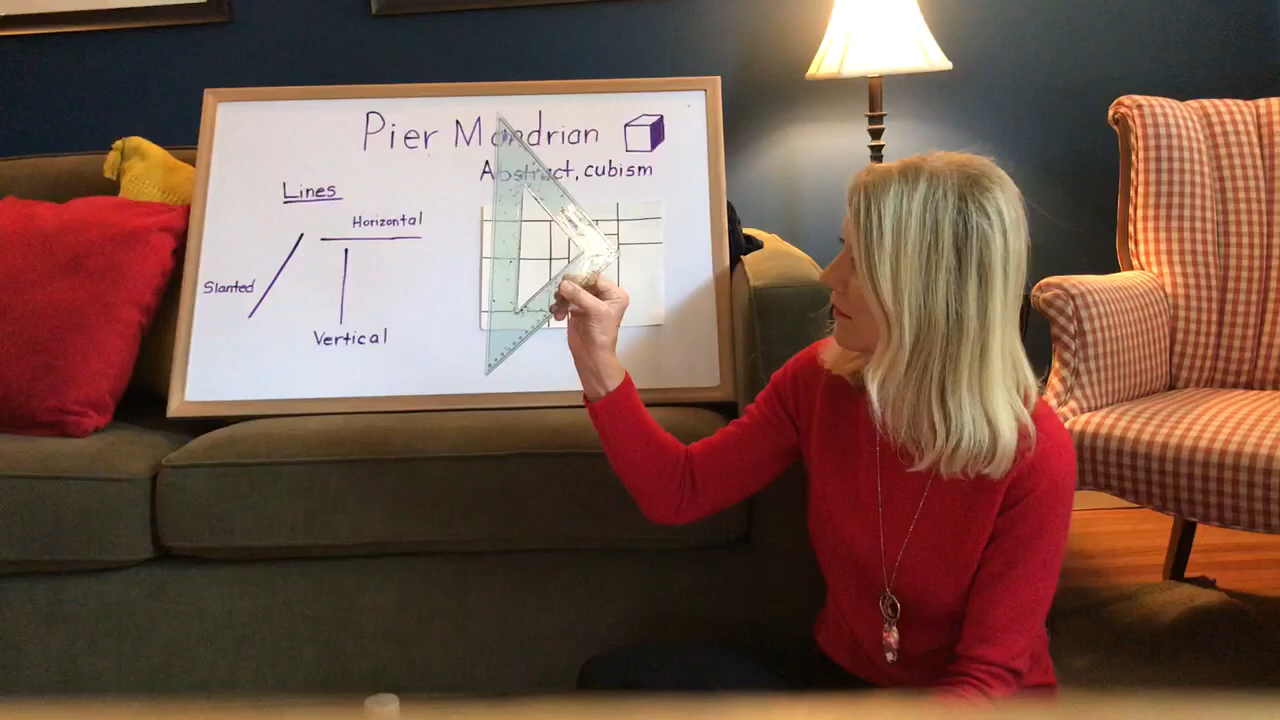 Pier Mondrian
Abstract, cubism
Lines
Horizontal
Slanted
Vertical